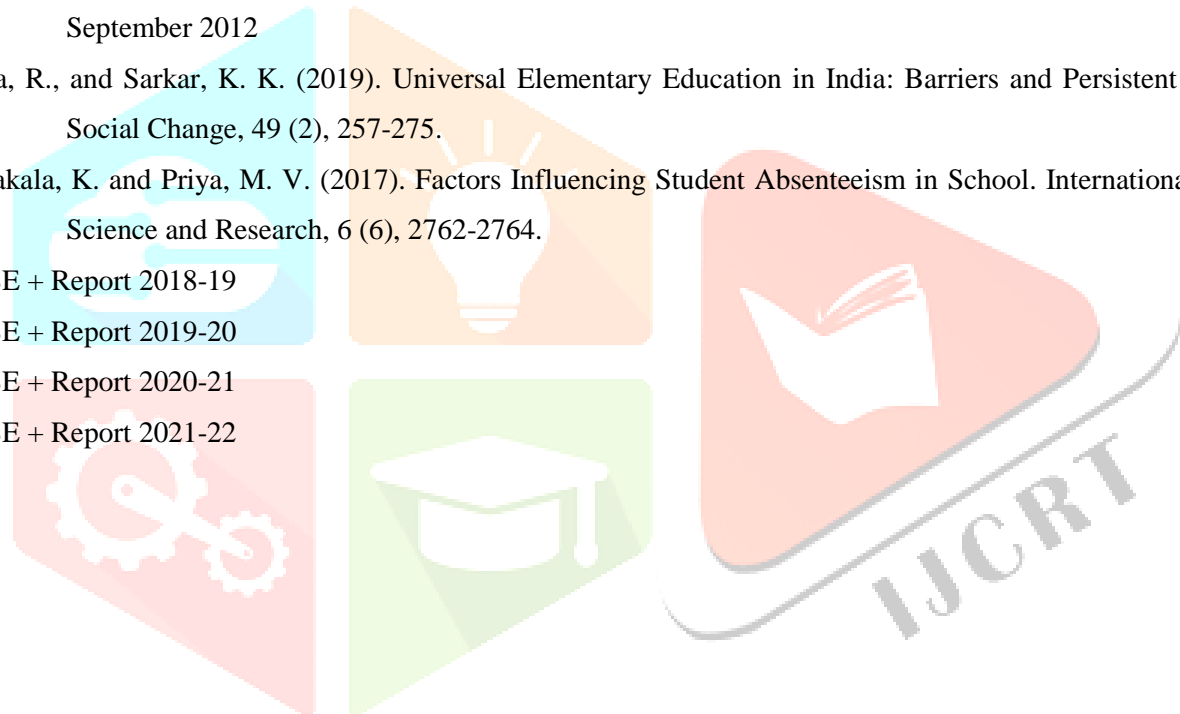 September 2012
a, R., and Sarkar, K. K. (2019). Universal Elementary Education in India: Barriers and Persistent
Social Change, 49 (2), 257-275.
akala, K. and Priya, M. V. (2017). Factors Influencing Student Absenteeism in School. Internationa
Science and Research, 6 (6), 2762-2764.
E + Report 2018-19
E + Report 2019-20
E + Report 2020-21
E + Report 2021-22
IJCRT